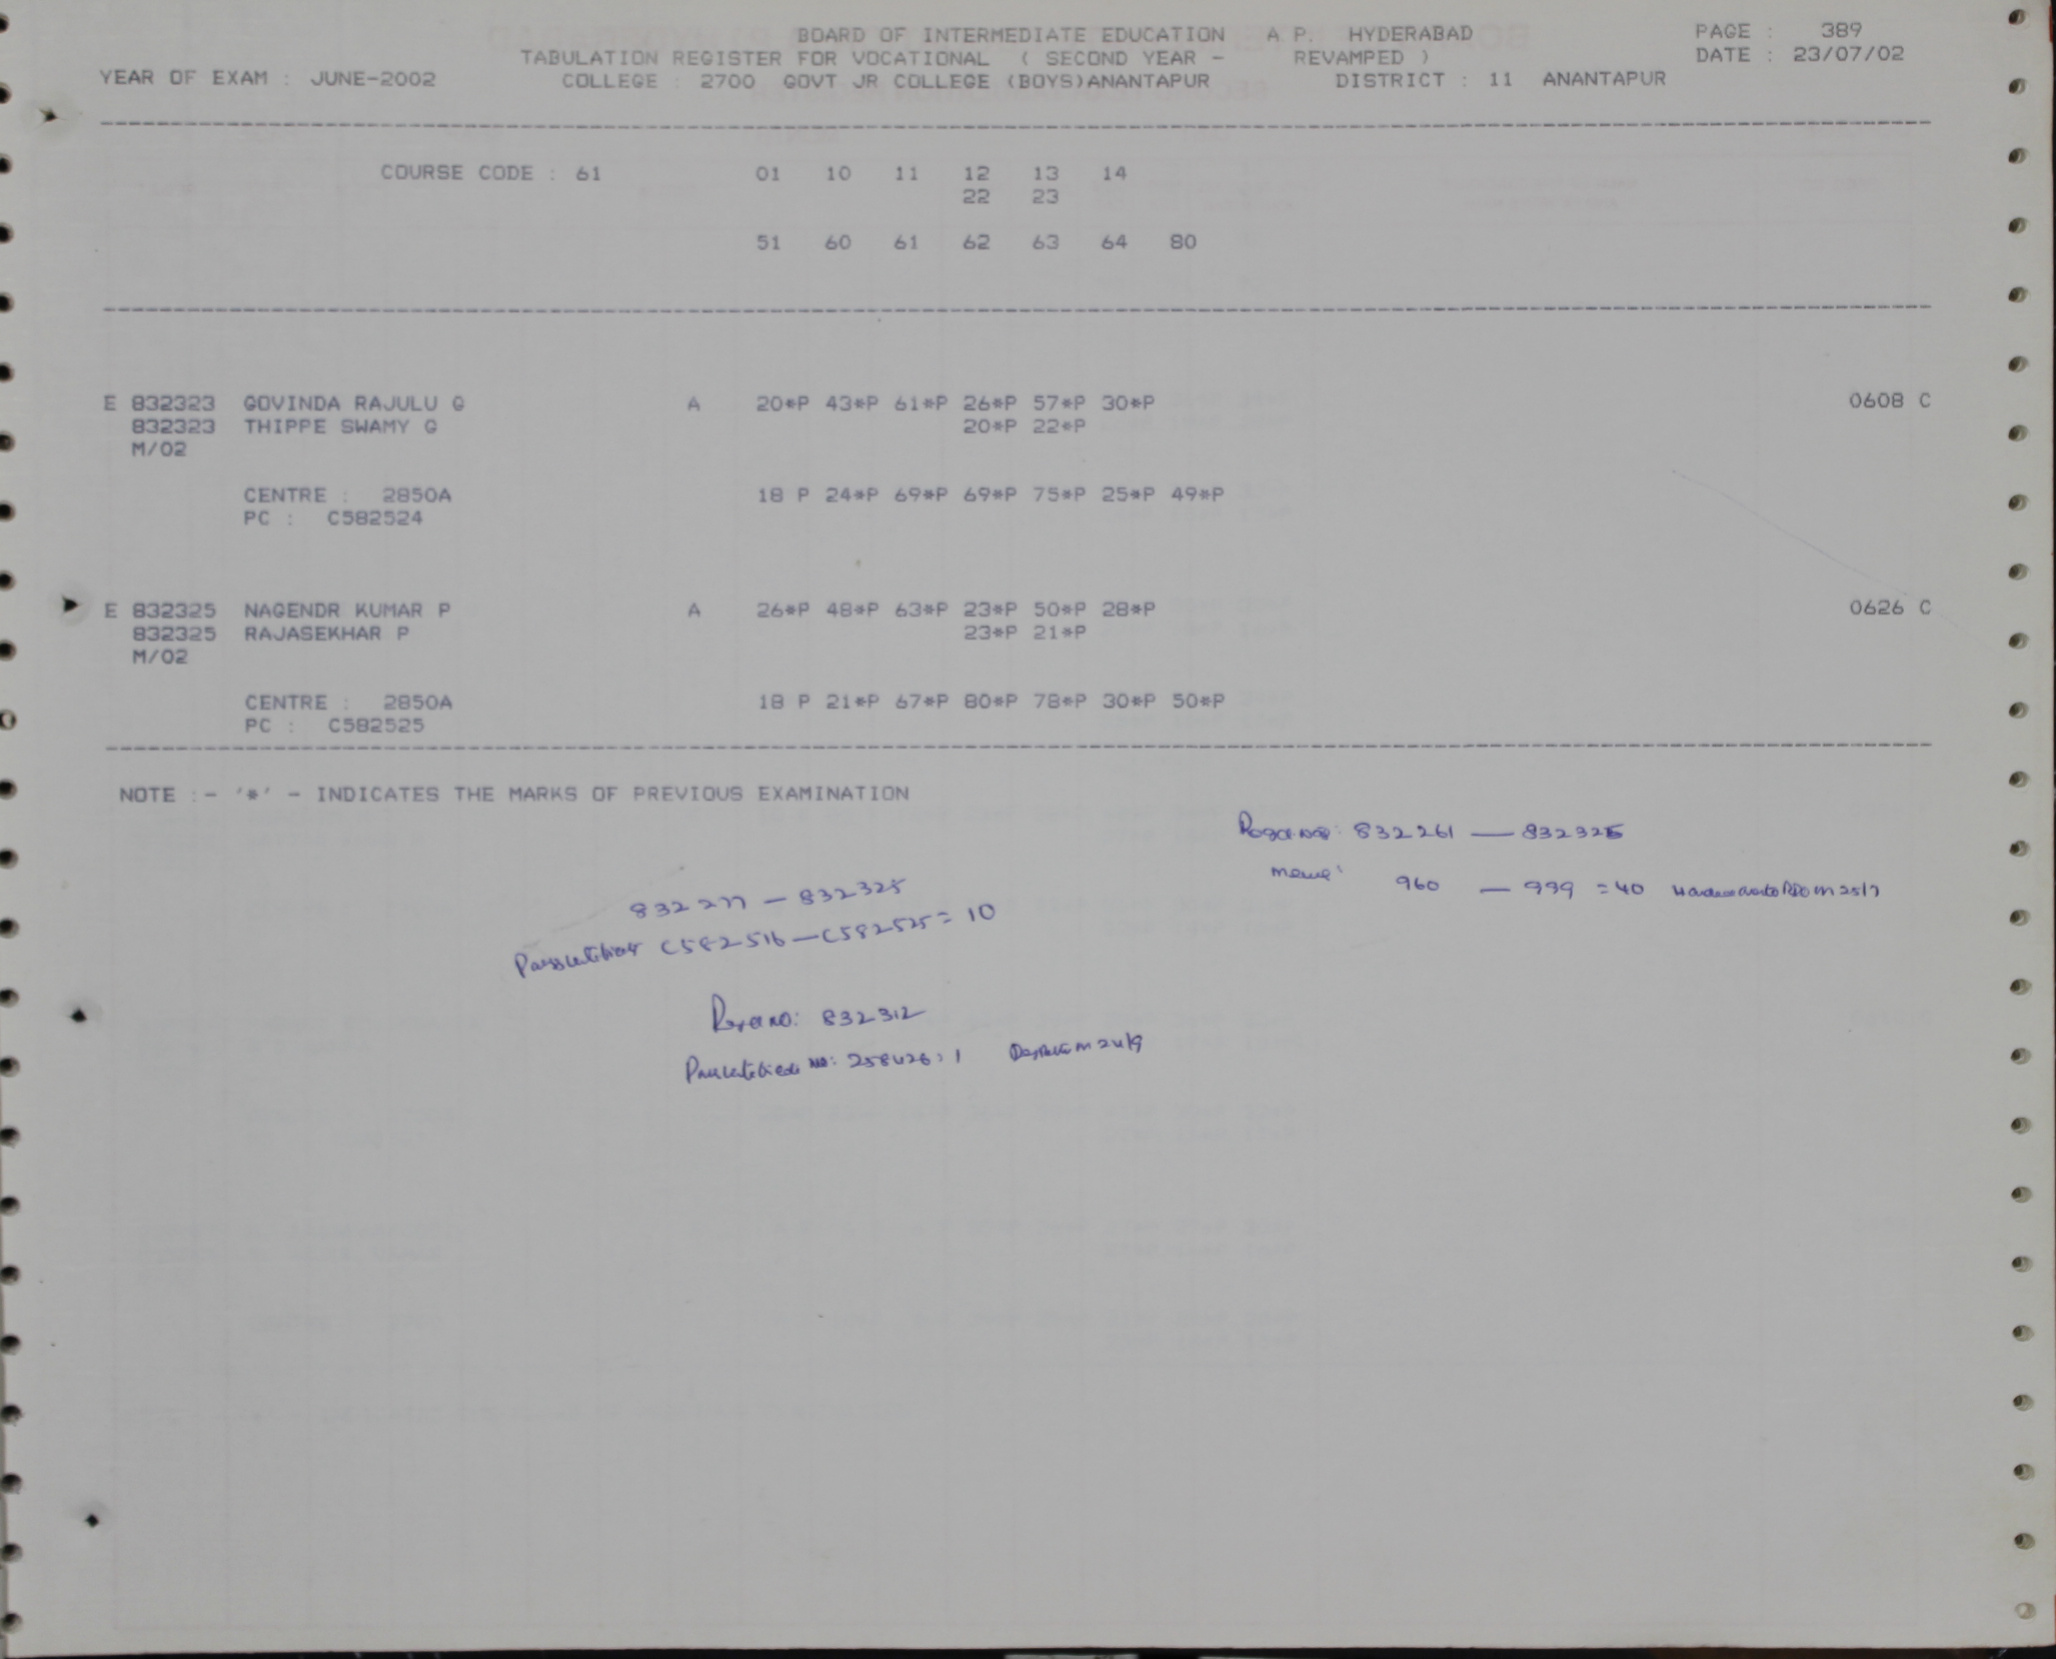 BOARD OF INTERMEDIATE EDUCATION A P. HYDERABAD PAGE : 389
TABULATION REGISTER FOR VOCATIONAL ( SECOND YEAR - REVAMPED ) DATE : 23/07/02
YEAR OF EXAM : JUNE-2002 COLLEGE : 2700 GOVT JR COLLEGE (BOYS)ANANTAPUR DISTRICT : 11 ANANTAPUR
COURSE CODE : 61 01 10 11 12 13 14
22 23
51 60 61 62 63 64 80
E 832323 GOVINDA RAJULU G A 20*P 43*P 61*P 26*P 57*P 30*P 0608 C
832323 THIPPE SWAMY G 20*P 22*P
M/02
CENTRE : 2850A 18 P 24*P 69*P 69*P 75*P 25*P 49*P
PC : C582524
E 832325 NAGENDR KUMAR P A 26*P 48*P 63*P 23*P 50*P 28*P 0626 C
832325 RAJASEKHAR P 23*P 21*P
M/02
CENTRE : 2850A 18 P 21*P 67*P 80*P 78*P 30*P 50*P
PC : C582525
NOTE :- '*' - INDICATES THE MARKS OF PREVIOUS EXAMINATION
832261 — 832325
960 — 999 = 40
832277 — 832325
C582516 — C582525 = 10
832312